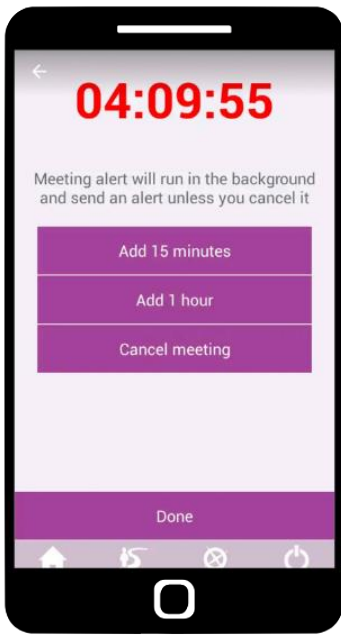 04:09:55
Meeting alert will run in the background
and send an alert unless you cancel it
Add 15 minutes
Add 1 hour
Cancel meeting
Done